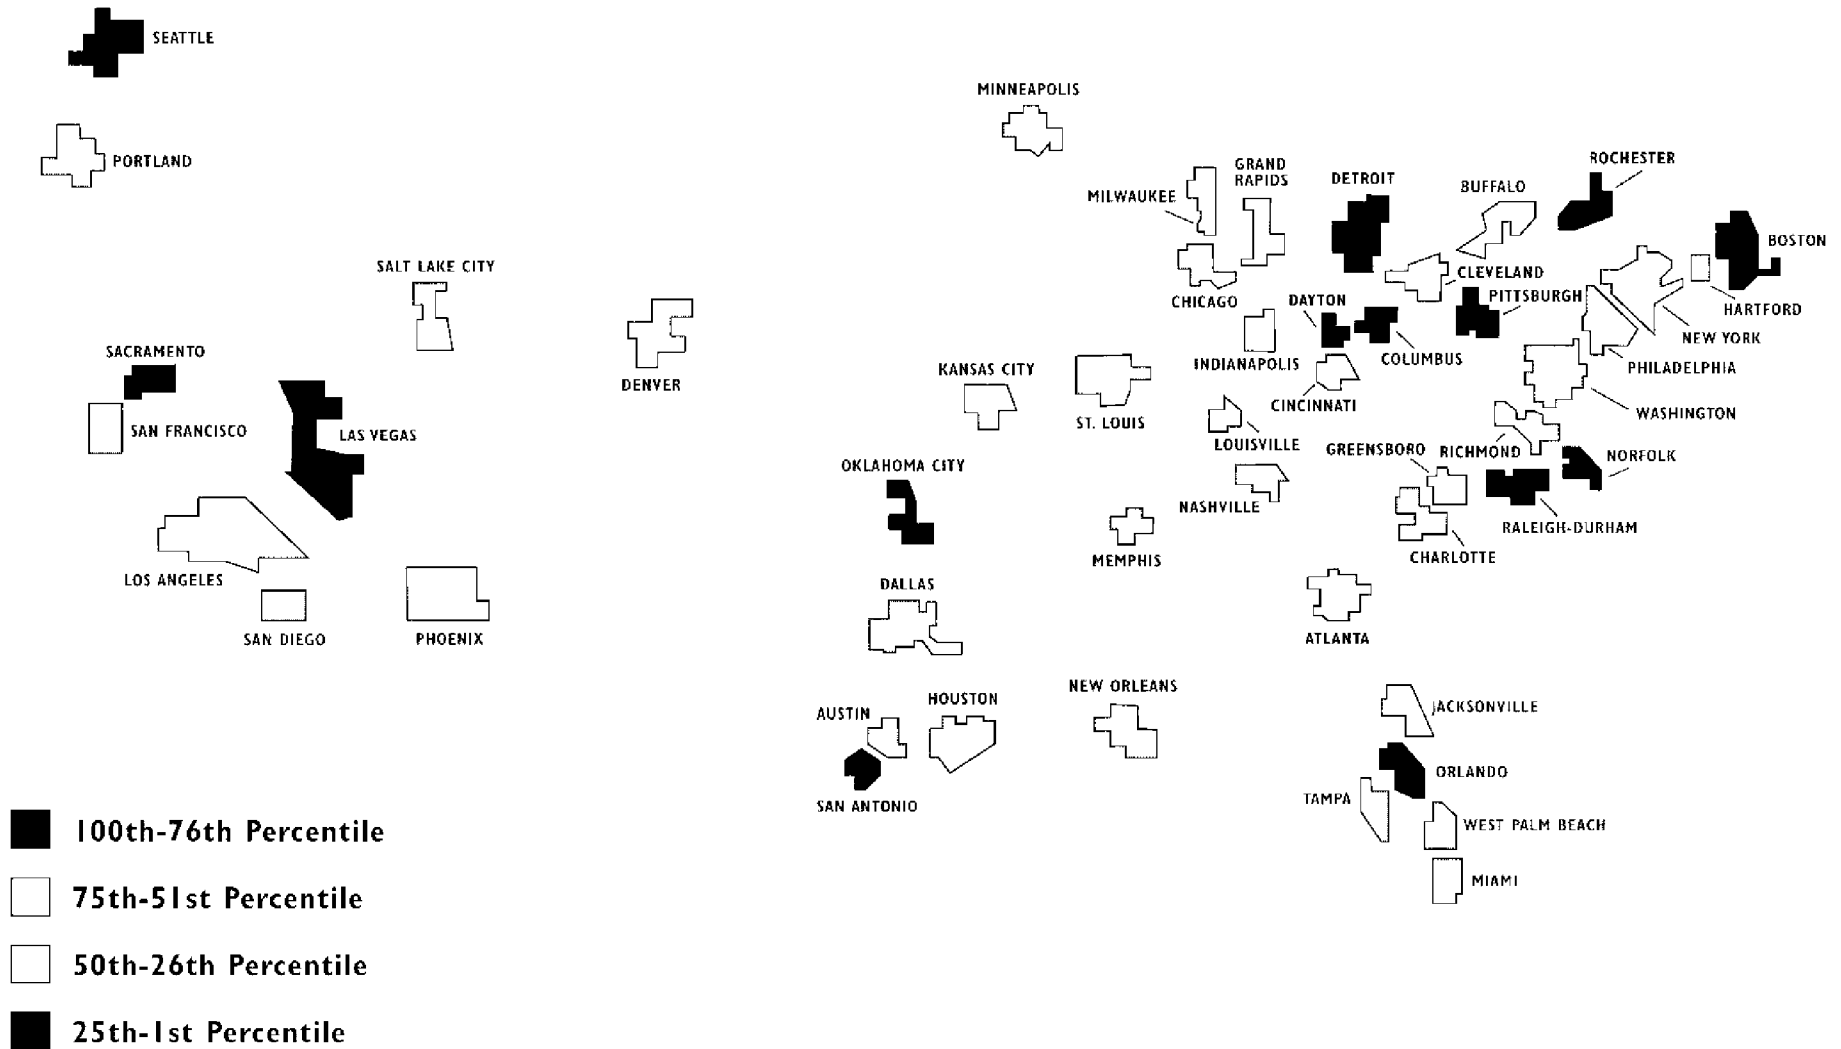 SEATTLE
PORTLAND
MINNEAPOLIS
MILWAUKEE
GRAND
RAPIDS
DETROIT
BUFFALO
ROCHESTER
BOSTON
SALT LAKE CITY
CHICAGO
CLEVELAND
DAYTON
PITTSBURGH
HARTFORD
NEW YORK
SACRAMENTO
DENVER
KANSAS CITY
INDIANAPOLIS
COLUMBUS
PHILADELPHIA
SAN FRANCISCO
LAS VEGAS
ST. LOUIS
CINCINNATI
WASHINGTON
LOUISVILLE
GREENSBORO
RICHMOND
NORFOLK
OKLAHOMA CITY
NASHVILLE
RALEIGH-DURHAM
MEMPHIS
CHARLOTTE
LOS ANGELES
DALLAS
SAN DIEGO
PHOENIX
ATLANTA
NEW ORLEANS
HOUSTON
AUSTIN
JACKSONVILLE
ORLANDO
SAN ANTONIO
TAMPA
WEST PALM BEACH
MIAMI
100th-76th Percentile
75th-51st Percentile
50th-26th Percentile
25th-1st Percentile